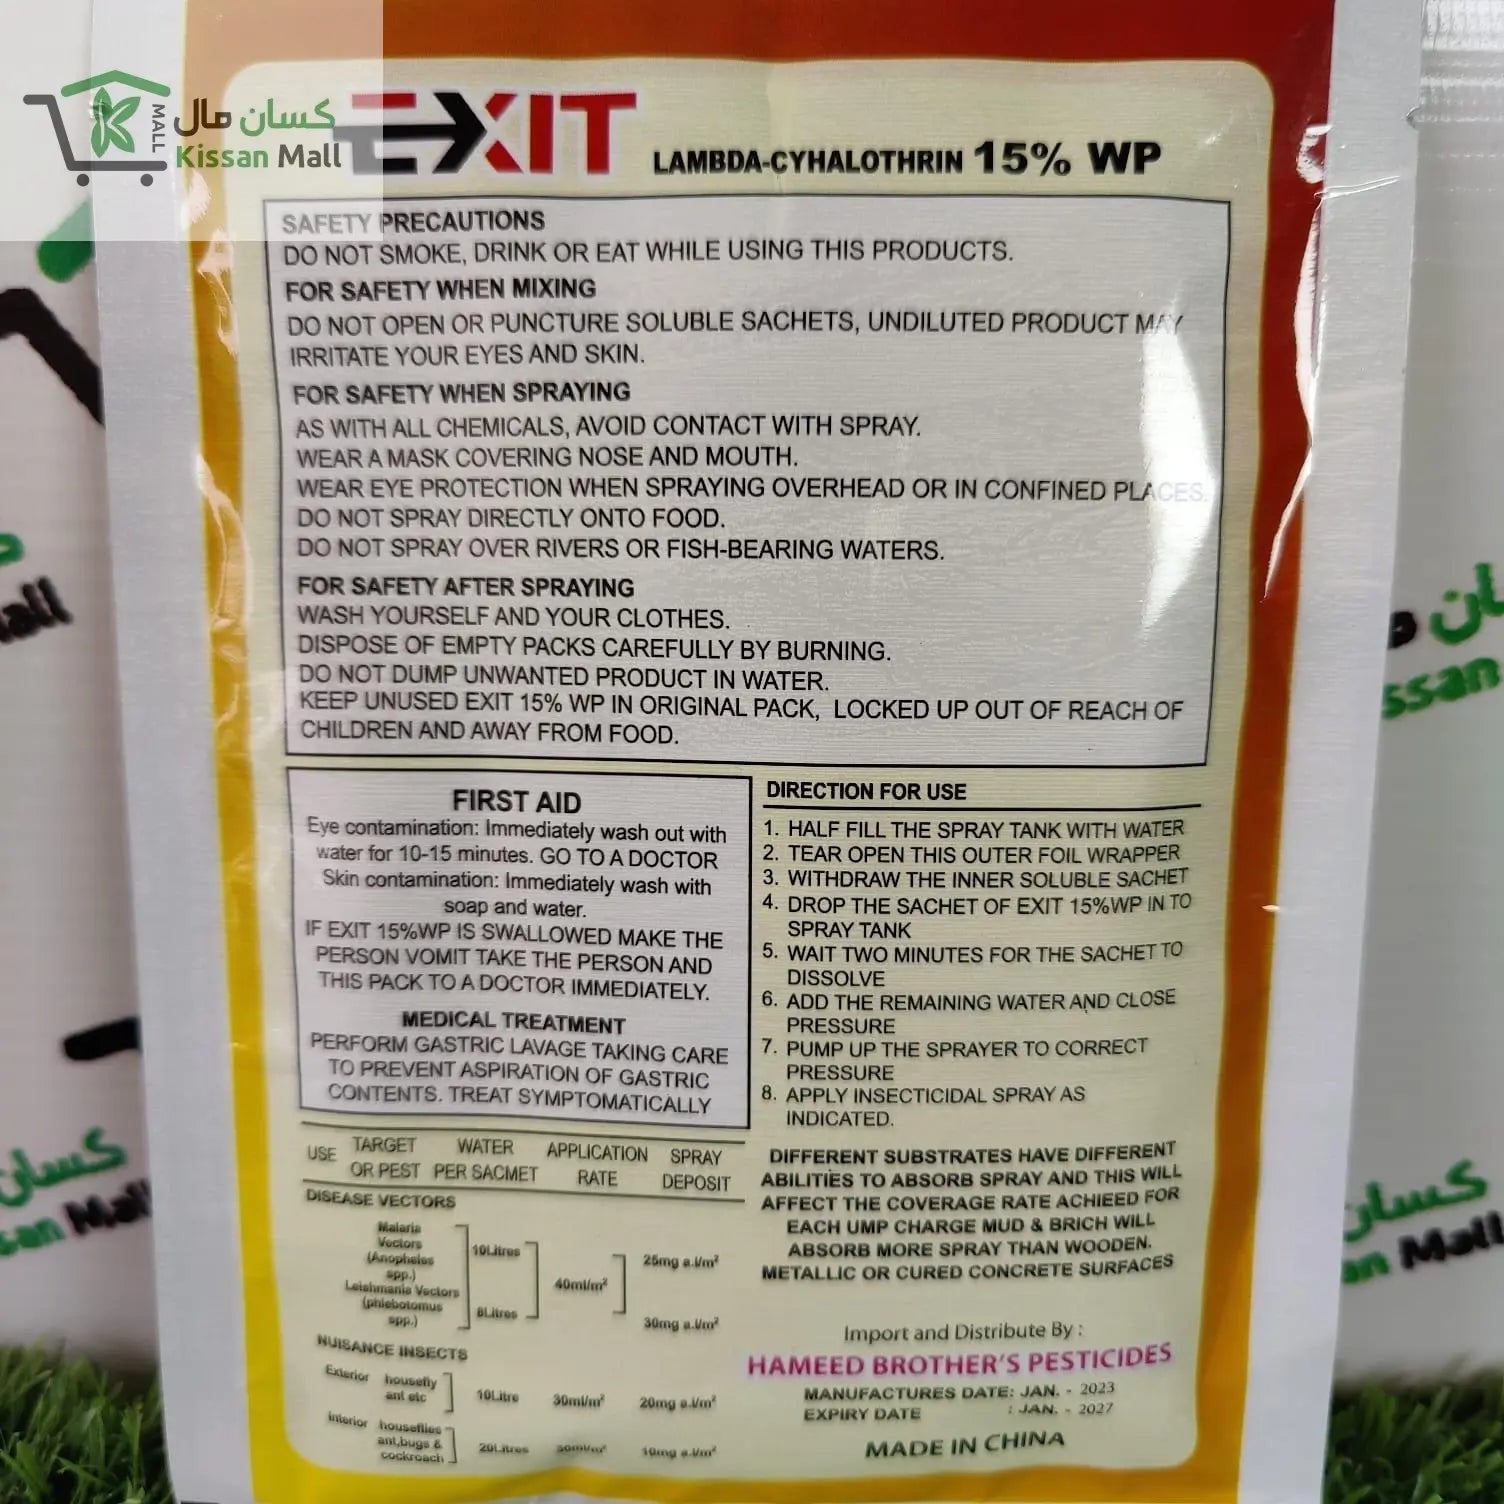 کسان مال
Kissan Mall
MALL
EXIT LAMBDA-CYHALOTHRIN 15% WP
SAFETY PRECAUTIONS
DO NOT SMOKE, DRINK OR EAT WHILE USING THIS PRODUCTS.
FOR SAFETY WHEN MIXING
DO NOT OPEN OR PUNCTURE SOLUBLE SACHETS, UNDILUTED PRODUCT MAY
IRRITATE YOUR EYES AND SKIN.
FOR SAFETY WHEN SPRAYING
AS WITH ALL CHEMICALS, AVOID CONTACT WITH SPRAY.
WEAR A MASK COVERING NOSE AND MOUTH.
WEAR EYE PROTECTION WHEN SPRAYING OVERHEAD OR IN CONFINED PLACES.
DO NOT SPRAY DIRECTLY ONTO FOOD.
DO NOT SPRAY OVER RIVERS OR FISH-BEARING WATERS.
FOR SAFETY AFTER SPRAYING
WASH YOURSELF AND YOUR CLOTHES.
DISPOSE OF EMPTY PACKS CAREFULLY BY BURNING.
DO NOT DUMP UNWANTED PRODUCT IN WATER.
KEEP UNUSED EXIT 15% WP IN ORIGINAL PACK, LOCKED UP OUT OF REACH OF
CHILDREN AND AWAY FROM FOOD.
FIRST AID
Eye contamination: Immediately wash out with
water for 10-15 minutes. GO TO A DOCTOR
Skin contamination: Immediately wash with
soap and water.
IF EXIT 15%WP IS SWALLOWED MAKE THE
PERSON VOMIT TAKE THE PERSON AND
THIS PACK TO A DOCTOR IMMEDIATELY.
MEDICAL TREATMENT
PERFORM GASTRIC LAVAGE TAKING CARE
TO PREVENT ASPIRATION OF GASTRIC
CONTENTS. TREAT SYMPTOMATICALLY
DIRECTION FOR USE
1. HALF FILL THE SPRAY TANK WITH WATER
2. TEAR OPEN THIS OUTER FOIL WRAPPER
3. WITHDRAW THE INNER SOLUBLE SACHET
4. DROP THE SACHET OF EXIT 15%WP IN TO
SPRAY TANK
5. WAIT TWO MINUTES FOR THE SACHET TO
DISSOLVE
6. ADD THE REMAINING WATER AND CLOSE
PRESSURE
7. PUMP UP THE SPRAYER TO CORRECT
PRESSURE
8. APPLY INSECTICIDAL SPRAY AS
INDICATED.
USE TARGET WATER APPLICATION SPRAY
OR PEST PER SACMET RATE DEPOSIT
DISEASE VECTORS
Malaria
Vectors
(Anopheles
spp.)
10Litres
25mg a.i/m²
40ml/m²
Leishmania Vectors
(phlebotomus
spp.)
8Litres
30mg a.i/m²
NUISANCE INSECTS
Exterior housefly
ant etc
10Litre 30ml/m² 20mg a.i/m²
Interior houseflies
ant,bugs &
cockroach
20Litres 10mg a.i/m²
DIFFERENT SUBSTRATES HAVE DIFFERENT
ABILITIES TO ABSORB SPRAY AND THIS WILL
AFFECT THE COVERAGE RATE ACHIEED FOR
EACH UMP CHARGE MUD & BRICH WILL
ABSORB MORE SPRAY THAN WOODEN.
METALLIC OR CURED CONCRETE SURFACES
Import and Distribute By :
HAMEED BROTHER'S PESTICIDES
MANUFACTURES DATE: JAN. - 2023
EXPIRY DATE : JAN. - 2027
MADE IN CHINA